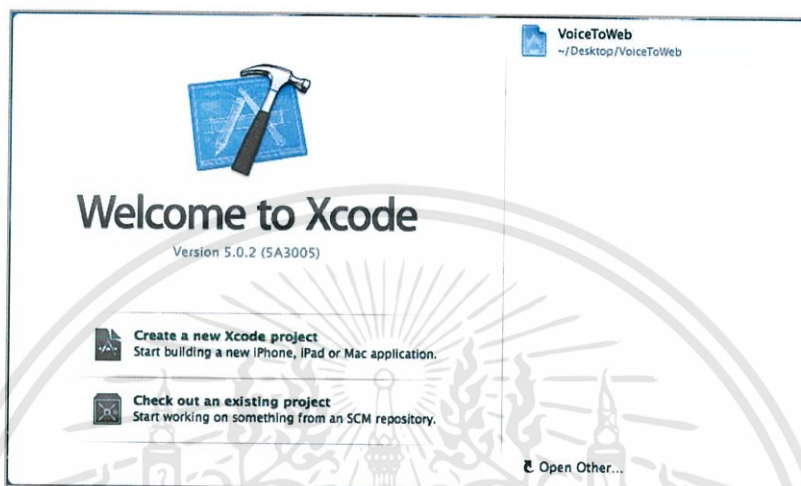 Welcome to Xcode
Version 5.0.2 (5A3005)
Create a new Xcode project
Start building a new iPhone, iPad or Mac application.
Check out an existing project
Start working on something from an SCM repository.
VoiceToWeb
~/Desktop/VoiceToWeb
Open Other...